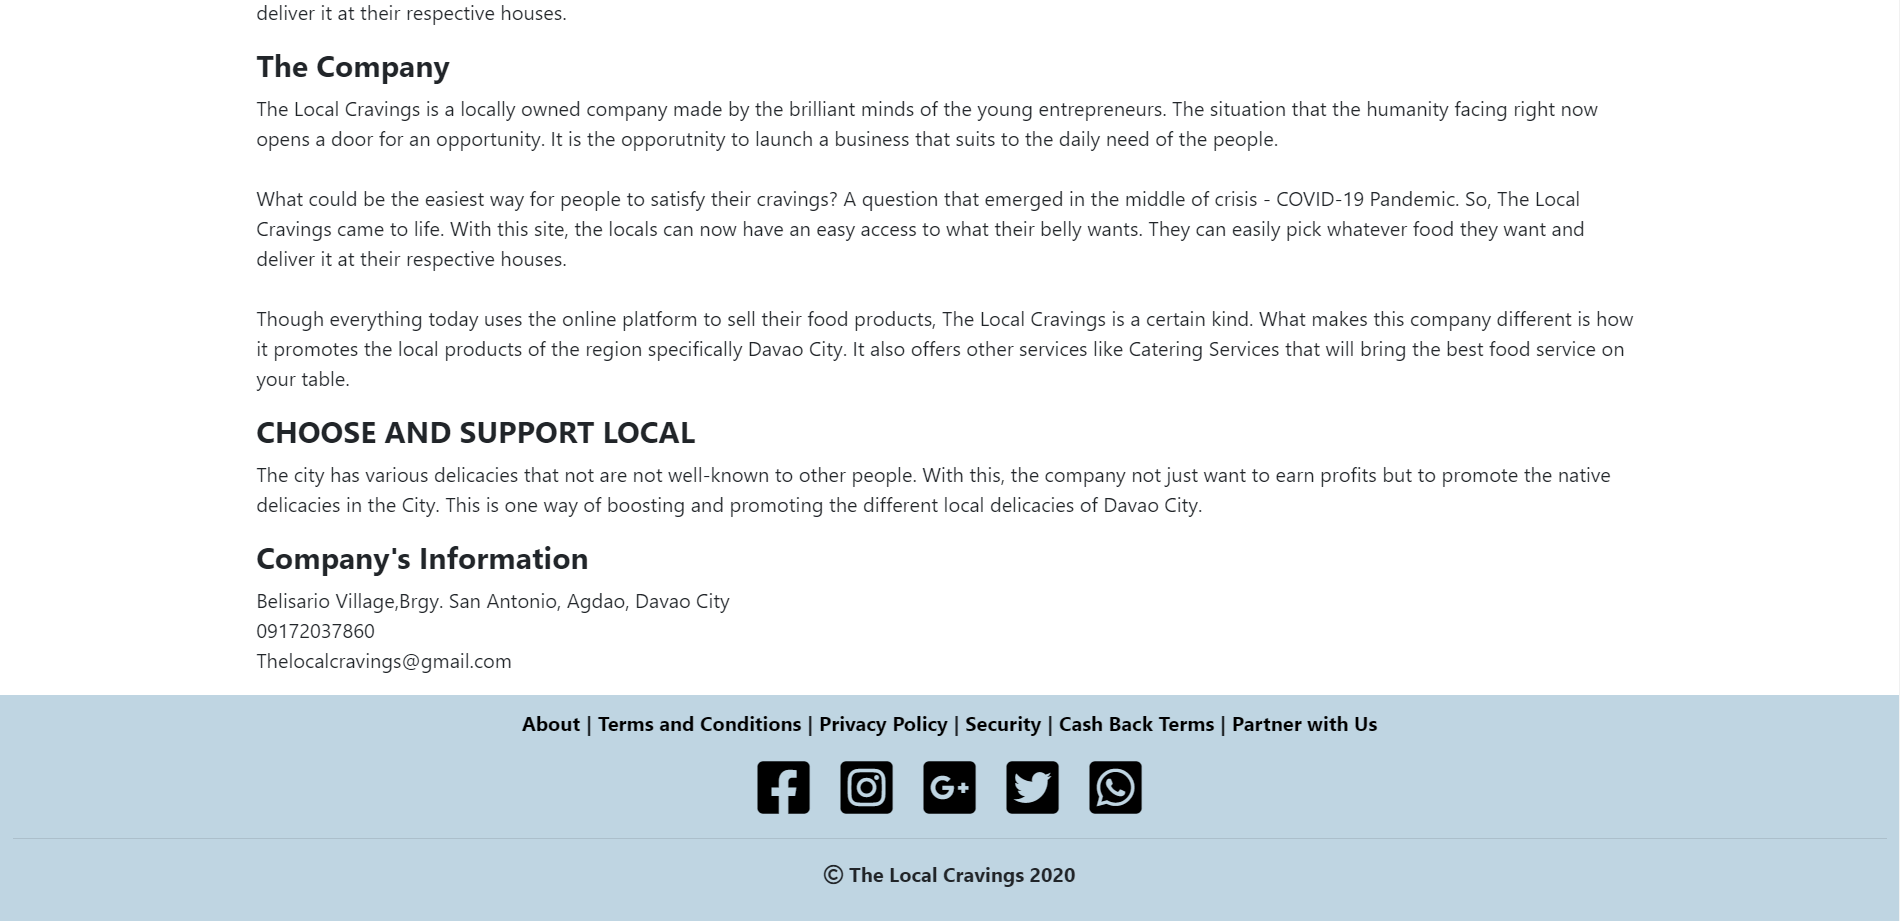 deliver it at their respective houses.
The Company
The Local Cravings is a locally owned company made by the brilliant minds of the young entrepreneurs. The situation that the humanity facing right now
opens a door for an opportunity. It is the opporutnity to launch a business that suits to the daily need of the people.
What could be the easiest way for people to satisfy their cravings? A question that emerged in the middle of crisis - COVID-19 Pandemic. So, The Local
Cravings came to life. With this site, the locals can now have an easy access to what their belly wants. They can easily pick whatever food they want and
deliver it at their respective houses.
Though everything today uses the online platform to sell their food products, The Local Cravings is a certain kind. What makes this company different is how
it promotes the local products of the region specifically Davao City. It also offers other services like Catering Services that will bring the best food service on
your table.
CHOOSE AND SUPPORT LOCAL
The city has various delicacies that not are not well-known to other people. With this, the company not just want to earn profits but to promote the native
delicacies in the City. This is one way of boosting and promoting the different local delicacies of Davao City.
Company's Information
Belisario Village,Brgy. San Antonio, Agdao, Davao City
09172037860
Thelocalcravings@gmail.com
About | Terms and Conditions | Privacy Policy | Security | Cash Back Terms | Partner with Us
© The Local Cravings 2020